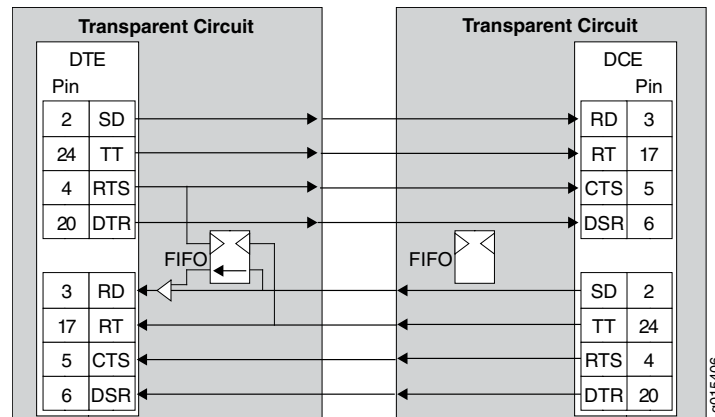 Transparent Circuit
Transparent Circuit
DTE
Pin
2 SD
24 TT
4 RTS
20 DTR
FIFO
3 RD
17 RT
5 CTS
6 DSR
DCE
Pin
RD 3
RT 17
CTS 5
DSR 6
FIFO
SD 2
TT 24
RTS 4
DTR 20
g015406